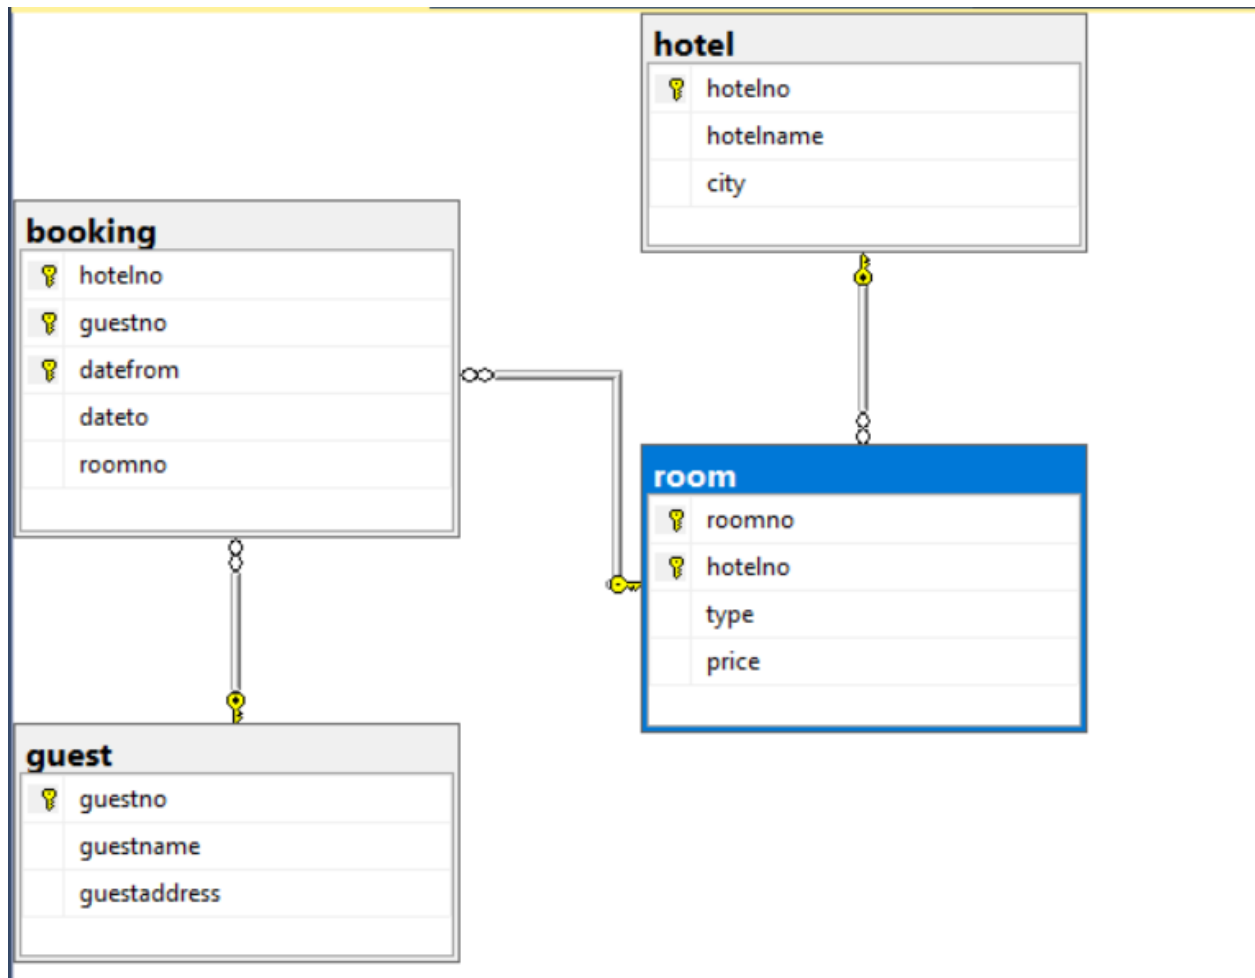 hotel
hotelno
hotelname
city
booking
hotelno
guestno
datefrom
dateto
roomno
room
roomno
hotelno
type
price
guest
guestno
guestname
guestaddress